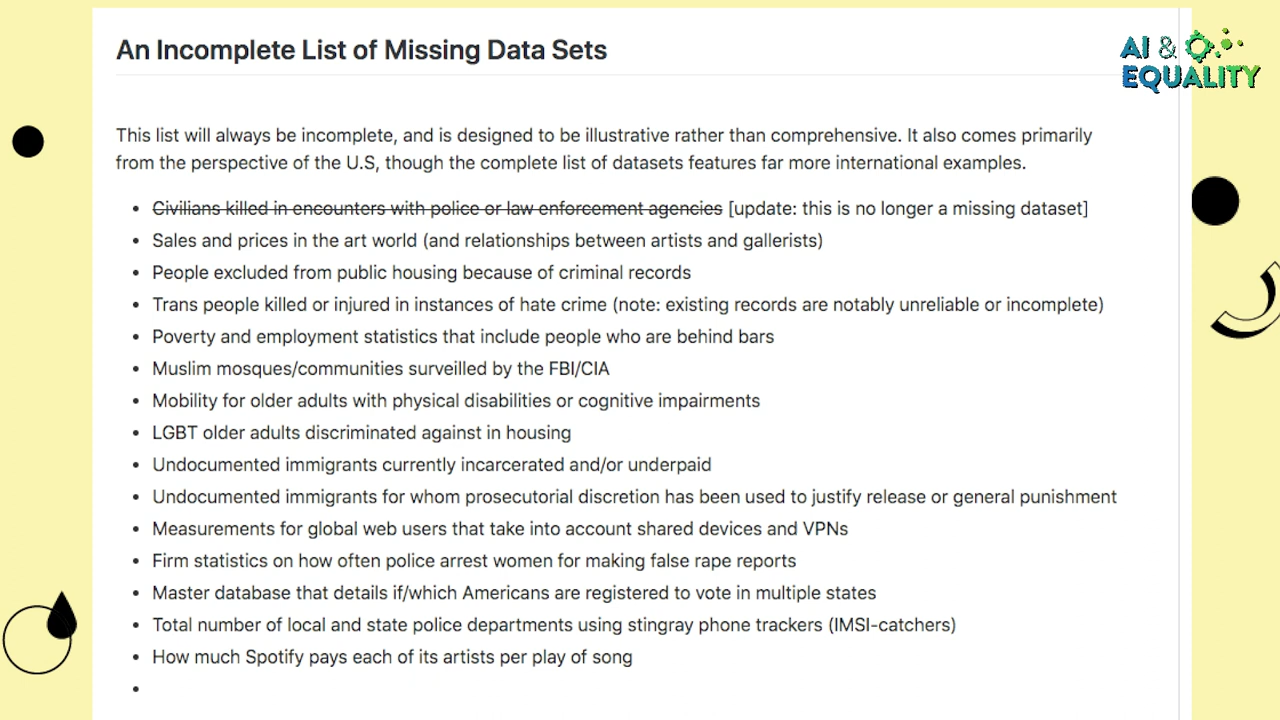 An Incomplete List of Missing Data Sets
AI &
EQUALITY
This list will always be incomplete, and is designed to be illustrative rather than comprehensive. It also comes primarily
from the perspective of the U.S, though the complete list of datasets features far more international examples.
• Civilians killed in encounters with police or law enforcement agencies [update: this is no longer a missing dataset]
• Sales and prices in the art world (and relationships between artists and gallerists)
• People excluded from public housing because of criminal records
• Trans people killed or injured in instances of hate crime (note: existing records are notably unreliable or incomplete)
• Poverty and employment statistics that include people who are behind bars
• Muslim mosques/communities surveilled by the FBI/CIA
• Mobility for older adults with physical disabilities or cognitive impairments
• LGBT older adults discriminated against in housing
• Undocumented immigrants currently incarcerated and/or underpaid
• Undocumented immigrants for whom prosecutorial discretion has been used to justify release or general punishment
• Measurements for global web users that take into account shared devices and VPNs
• Firm statistics on how often police arrest women for making false rape reports
• Master database that details if/which Americans are registered to vote in multiple states
• Total number of local and state police departments using stingray phone trackers (IMSI-catchers)
• How much Spotify pays each of its artists per play of song
•